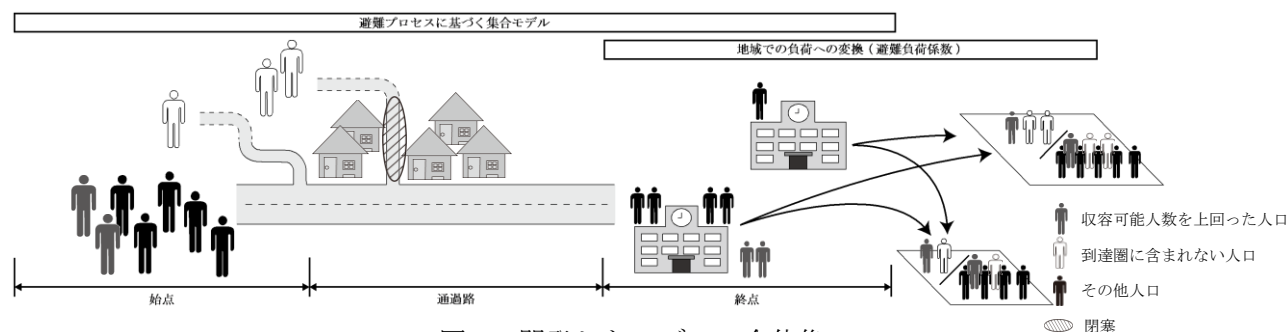 避難プロセスに基づく集合モデル
地域での負荷への変換（避難負荷係数）
収容可能人数を上回った人口
到達圏に含まれない人口
その他人口
閉塞
始点
通過路
終点